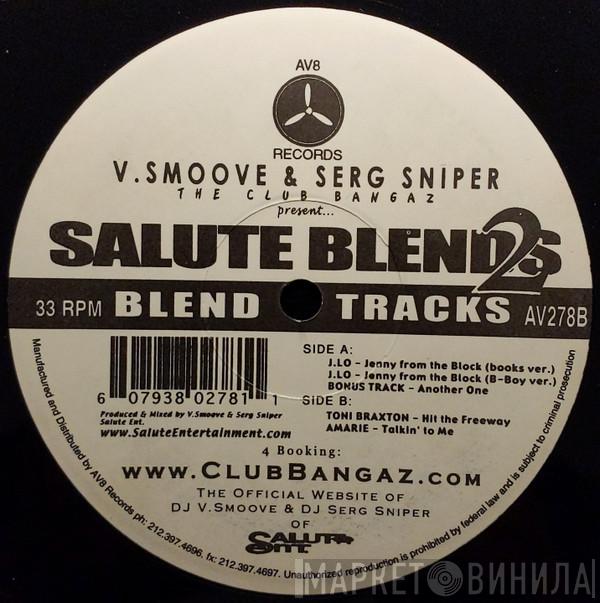 AV8
RECORDS
V.SMOOVE & SERG SNIPER
THE CLUB BANGAZ
present...
SALUTE BLENDS 2
33 RPM BLEND TRACKS AV278B
SIDE A:
J.LO - Jenny from the Block (books ver.)
J.LO - Jenny from the Block (B-Boy ver.)
BONUS TRACK - Another One
SIDE B:
TONI BRAXTON - Hit the Freeway
AMARIE - Talkin' to Me
6 07938 02781 1
Produced & Mixed by V.Smoove & Serg Sniper
Salute Ent.
www.SaluteEntertainment.com
4 Booking:
WWW.CLUBBANGAZ.COM
THE OFFICIAL WEBSITE OF
DJ V.SMOOVE & DJ SERG SNIPER
OF
SALUTE ENT.
Manufactured and Distributed by AV8 Records ph: 212.397.4696. fx: 212.397.4697. Unauthorized reproduction is prohibited by federal law and is subject to criminal prosecution
МАРКЕТ ВИНИЛА